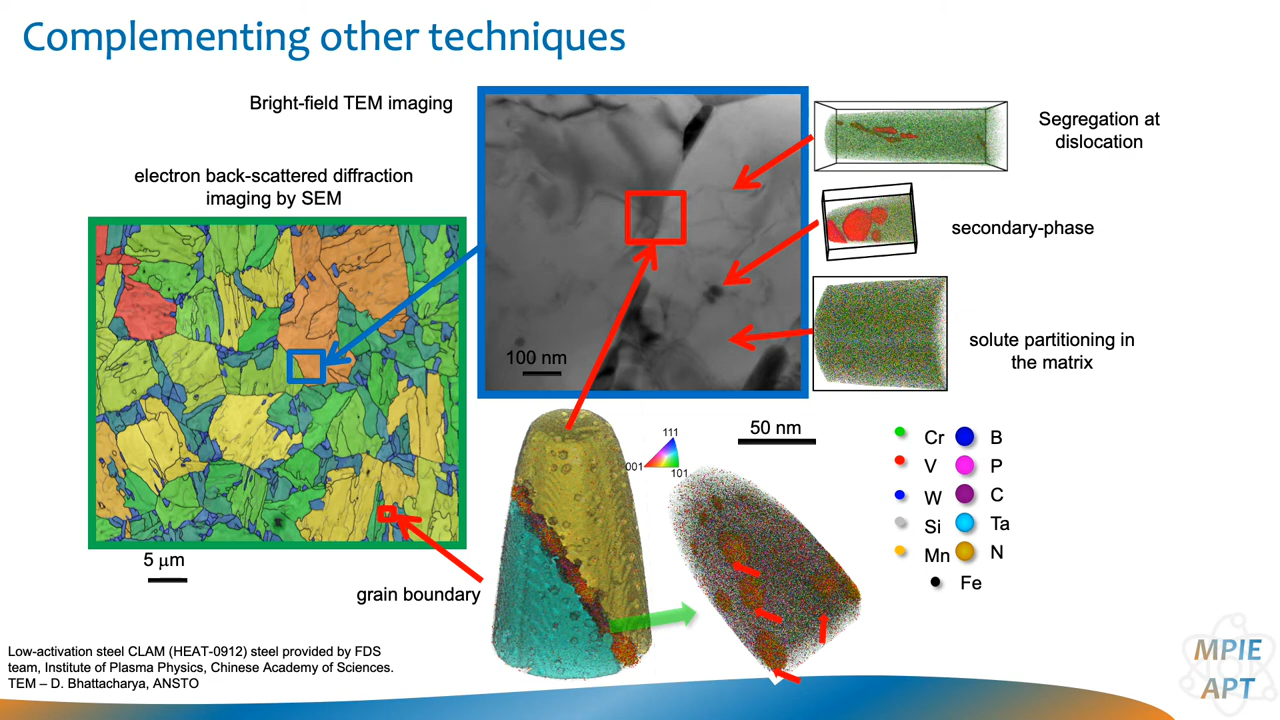 Complementing other techniques
Bright-field TEM imaging
electron back-scattered diffraction
imaging by SEM
Segregation at
dislocation
secondary-phase
solute partitioning in
the matrix
100 nm
50 nm
111
001
101
5 μm
grain boundary
Cr
V
W
Si
Mn
B
P
C
Ta
N
Fe
Low-activation steel CLAM (HEAT-0912) steel provided by FDS
team, Institute of Plasma Physics, Chinese Academy of Sciences.
TEM – D. Bhattacharya, ANSTO
MPIE
APT